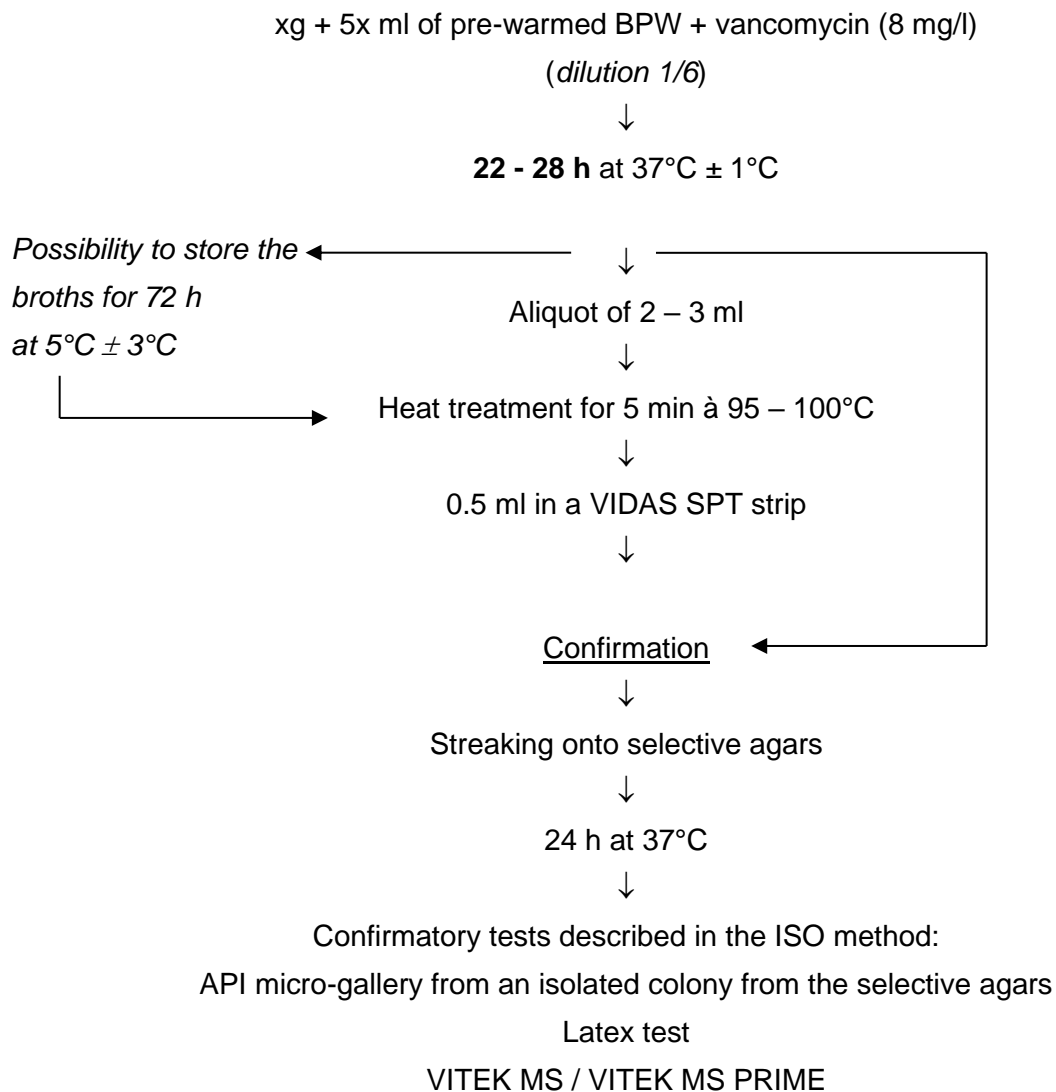 xg + 5x ml of pre-warmed BPW + vancomycin (8 mg/l)
(dilution 1/6)
↓
22 - 28 h at 37°C ± 1°C
Possibility to store the
broths for 72 h
at 5°C ± 3°C
↓
Aliquot of 2 – 3 ml
↓
Heat treatment for 5 min à 95 – 100°C
↓
0.5 ml in a VIDAS SPT strip
↓
Confirmation
↓
Streaking onto selective agars
↓
24 h at 37°C
↓
Confirmatory tests described in the ISO method:
API micro-gallery from an isolated colony from the selective agars
Latex test
VITEK MS / VITEK MS PRIME